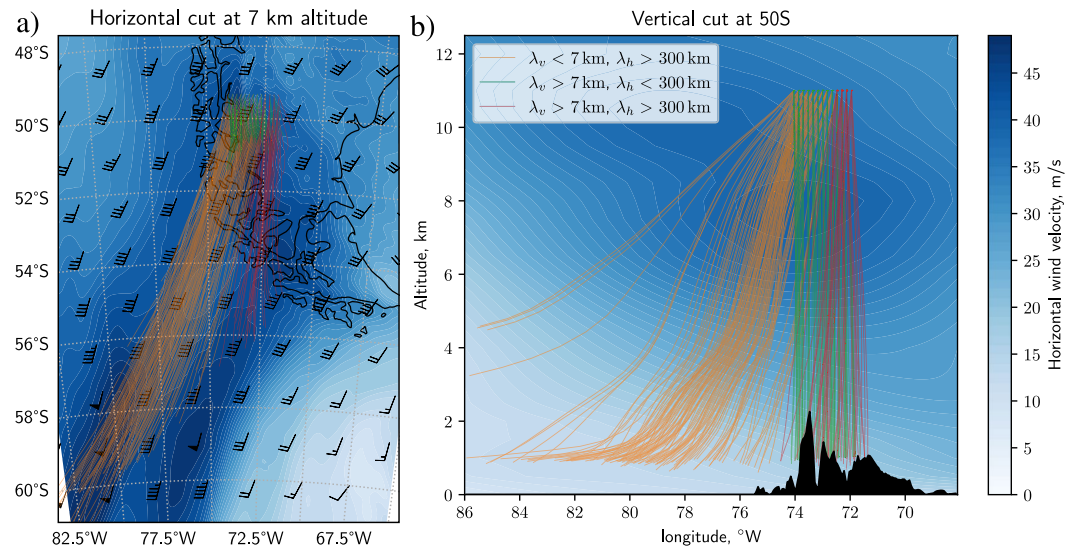 a)
Horizontal cut at 7 km altitude
48°S
50°S
52°S
54°S
56°S
58°S
60°S
82.5°W
77.5°W
72.5°W
67.5°W
b)
Vertical cut at 50S
λv < 7 km, λh > 300 km
λv > 7 km, λh < 300 km
λv > 7 km, λh > 300 km
Altitude, km
12
10
8
6
4
2
0
86
84
82
80
78
76
74
72
70
longitude, °W
45
40
35
30
25
20
15
10
5
0
Horizontal wind velocity, m/s